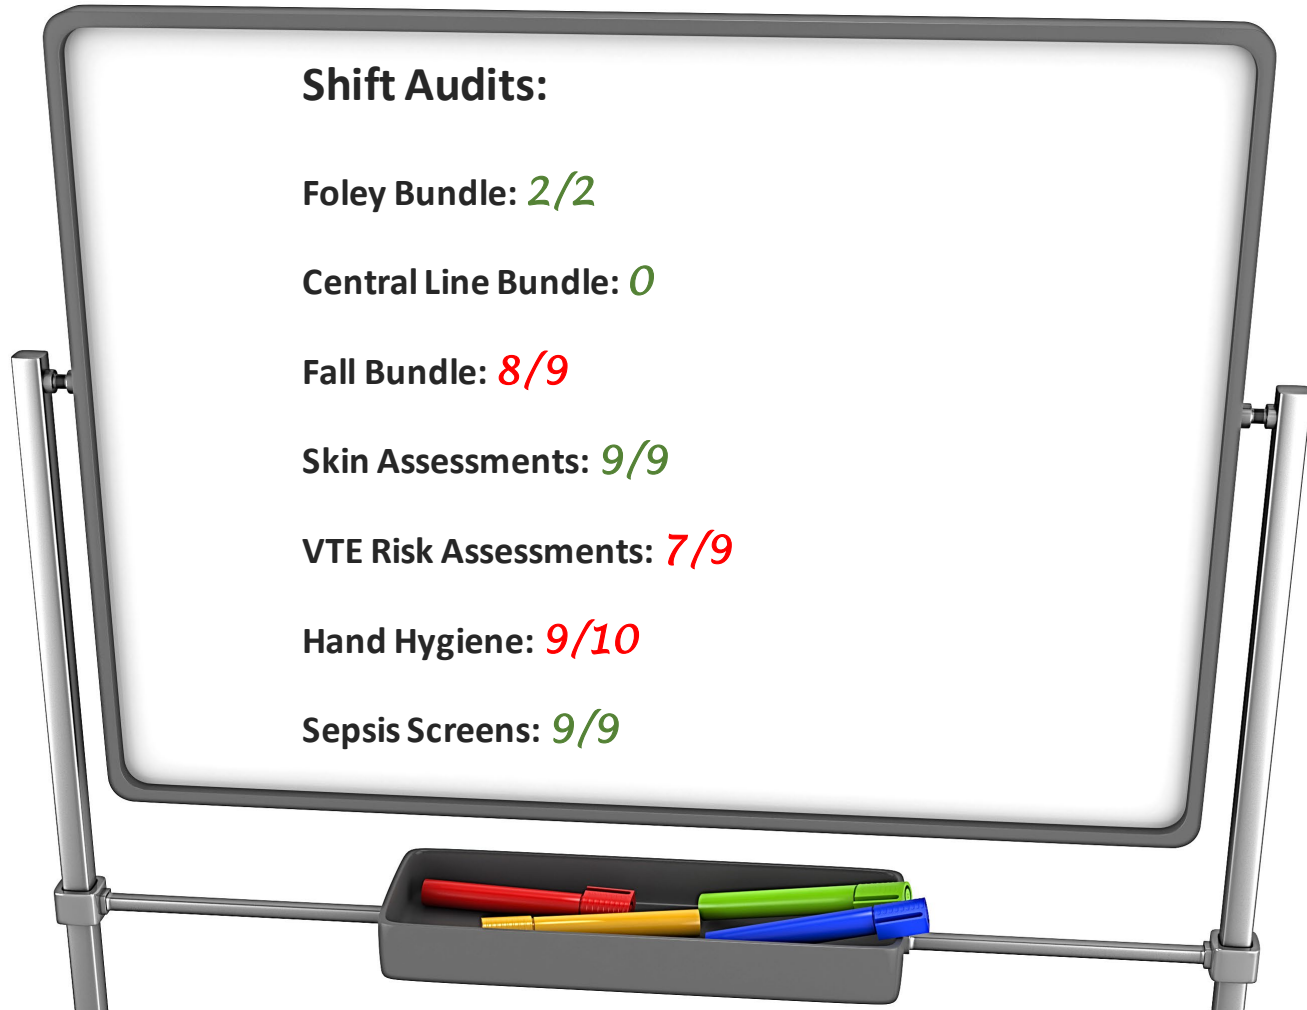 Shift Audits:
Foley Bundle: 2/2
Central Line Bundle: 0
Fall Bundle: 8/9
Skin Assessments: 9/9
VTE Risk Assessments: 7/9
Hand Hygiene: 9/10
Sepsis Screens: 9/9